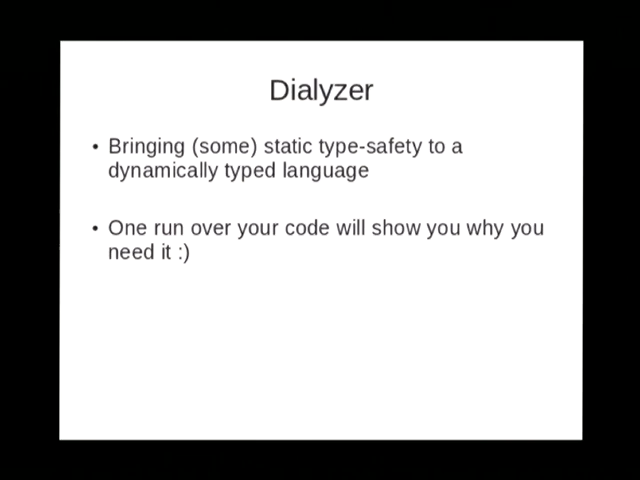 Dialyzer
• Bringing (some) static type-safety to a
dynamically typed language
• One run over your code will show you why you
need it :)